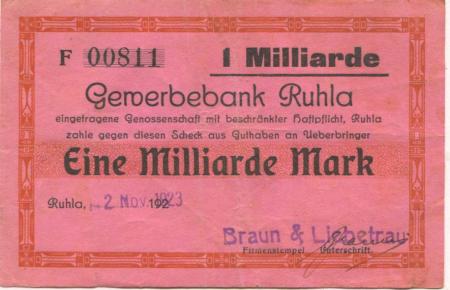 F 00811 1 Milliarde
Gewerbebank Ruhla
eingetragene Genossenschaft mit beschränkter Haftpflicht, Ruhla
zahle gegen diesen Scheck aus Guthaben an Ueberbringer
Eine Milliarde Mark
Ruhla, 2 Nov. 1923
Braun & Liebetrau
Firmenstempel Unterschrift.